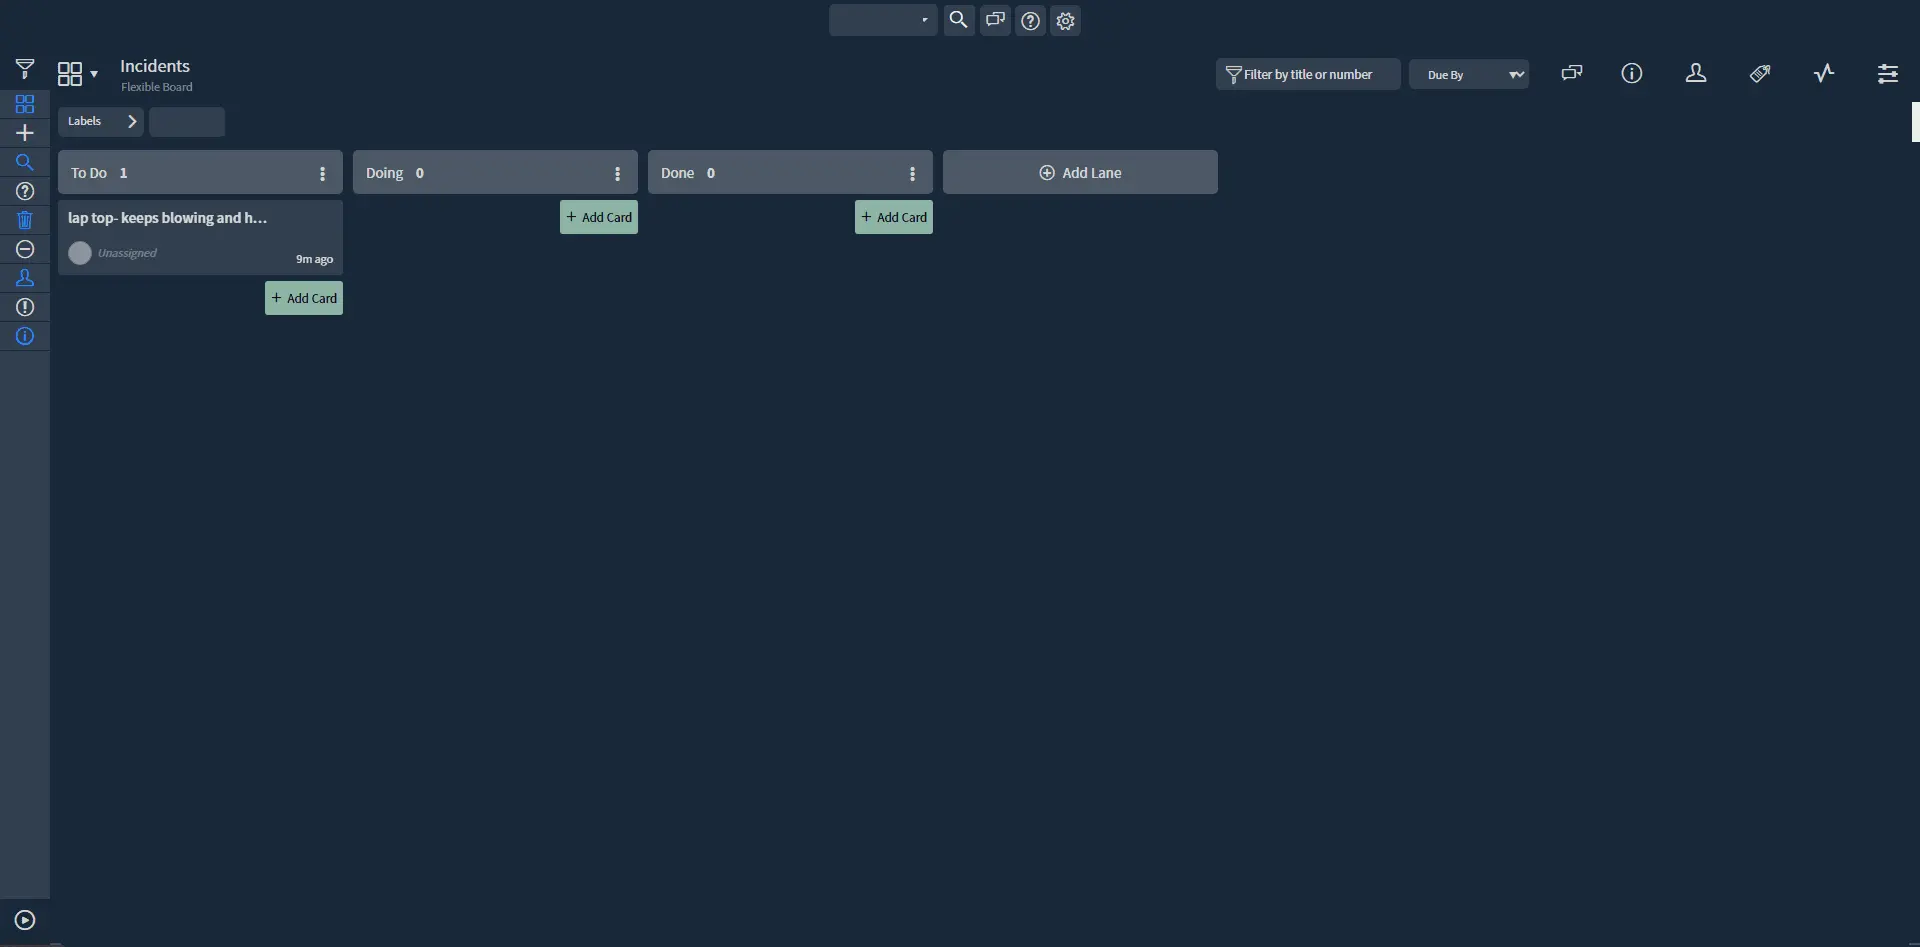 Incidents
Flexible Board
Filter by title or number
Due By
Labels
To Do 1
Doing 0
Done 0
Add Lane
lap top- keeps blowing and h...
Unassigned
9m ago
+ Add Card
+ Add Card
+ Add Card